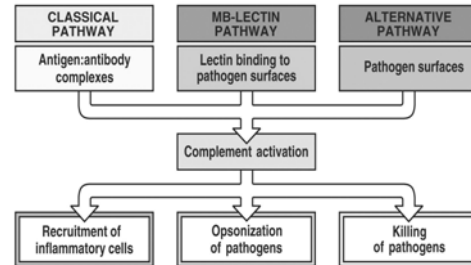 CLASSICAL
PATHWAY
MB-LECTIN
PATHWAY
ALTERNATIVE
PATHWAY
Antigen:antibody
complexes
Lectin binding to
pathogen surfaces
Pathogen surfaces
Complement activation
Recruitment of
inflammatory cells
Opsonization
of pathogens
Killing
of pathogens